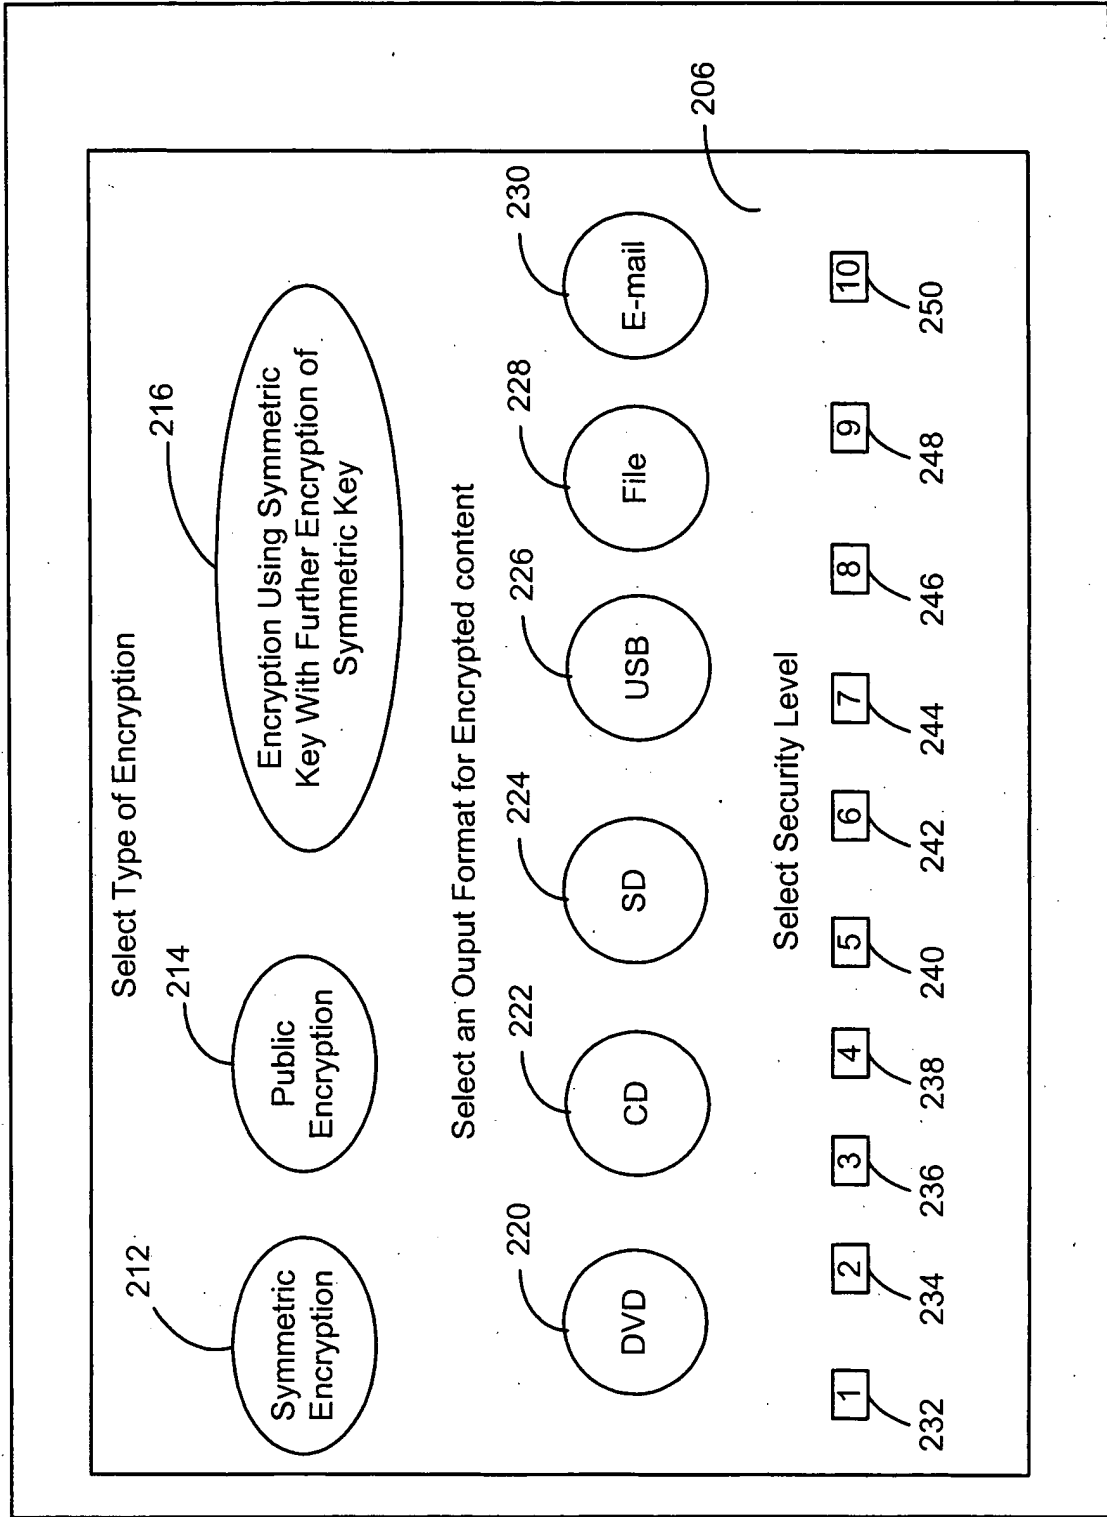 Select Type of Encryption
212
214
216
Symmetric
Encryption
Public
Encryption
Encryption Using Symmetric
Key With Further Encryption of
Symmetric Key
Select an Ouput Format for Encrypted content
220
222
224
226
228
230
DVD
CD
SD
USB
File
E-mail
206
Select Security Level
1
2
3
4
5
6
7
8
9
10
232
234
236
238
240
242
244
246
248
250